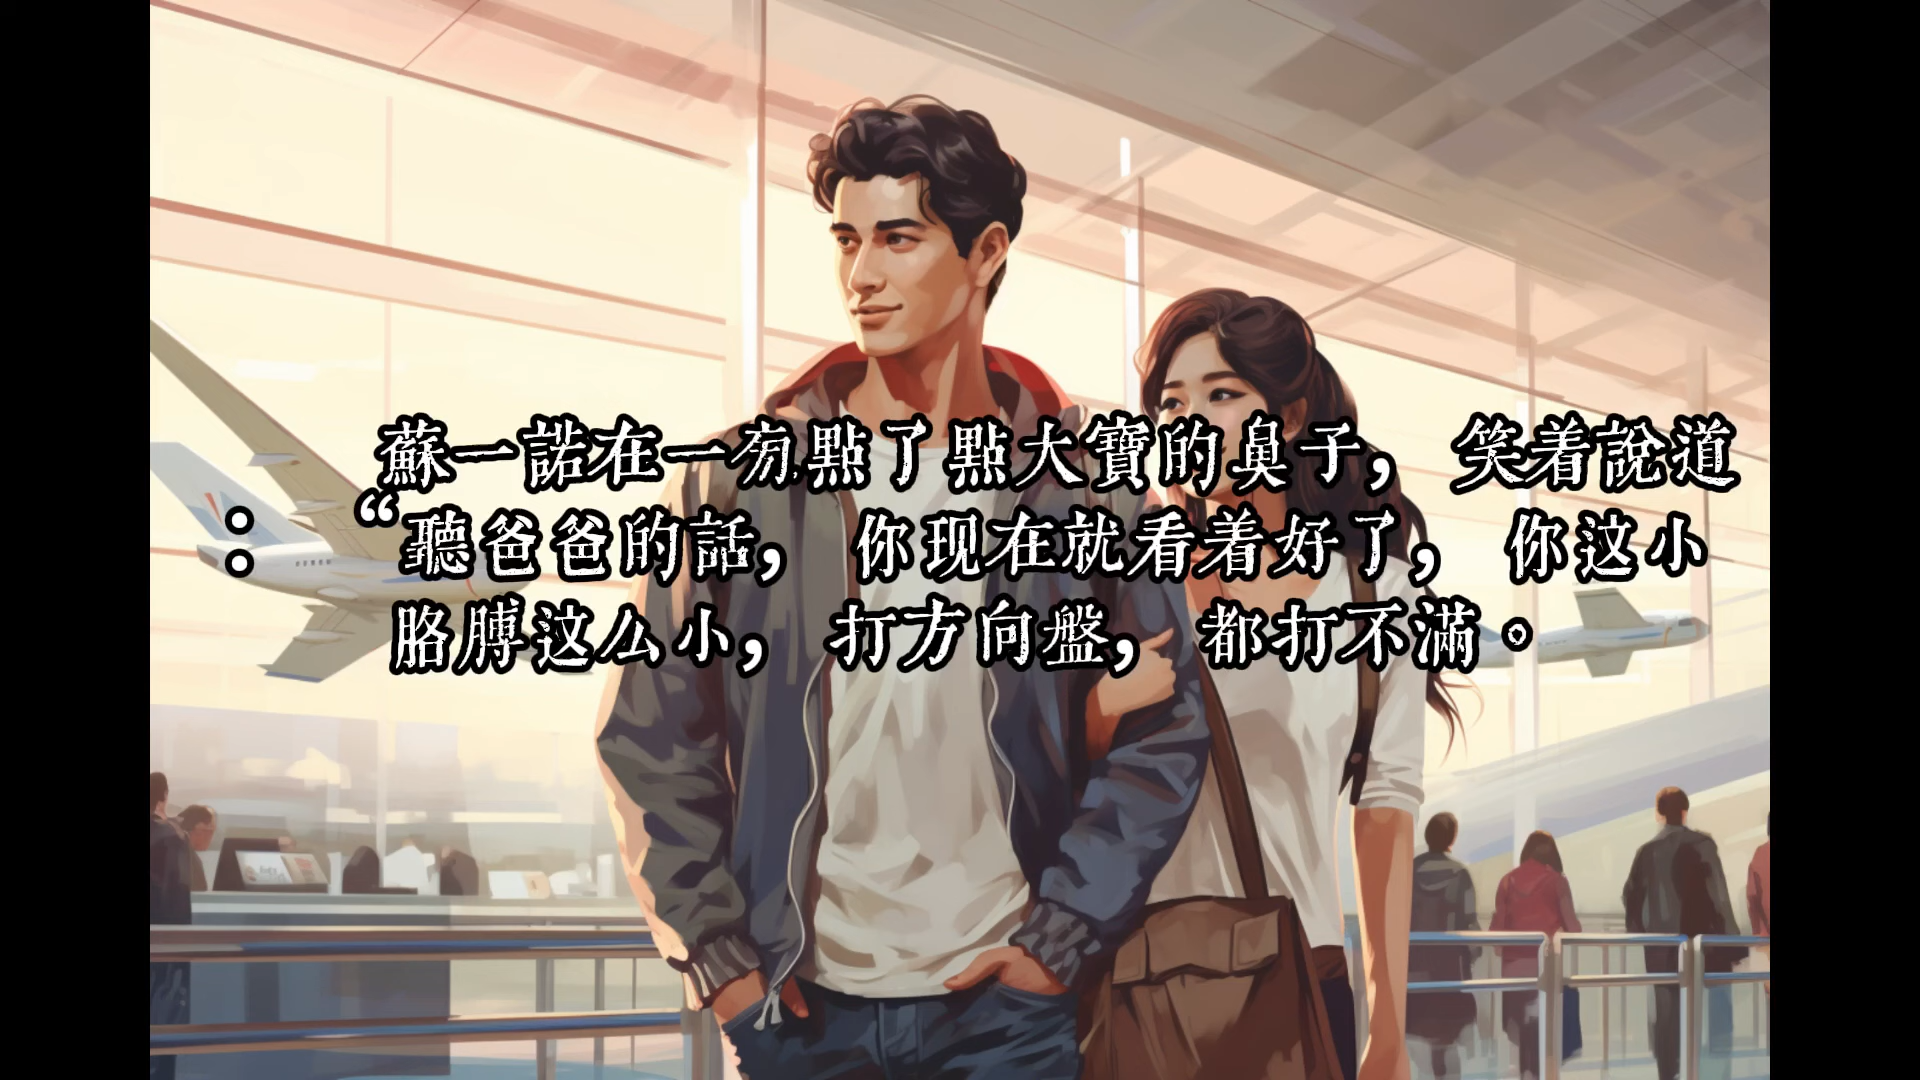 蘇一諾在一旁點了點大寶的鼻子，笑着說道
：“聽爸爸的話，你现在就看着好了，你这小
胳膊这么小，打方向盤，都打不滿。